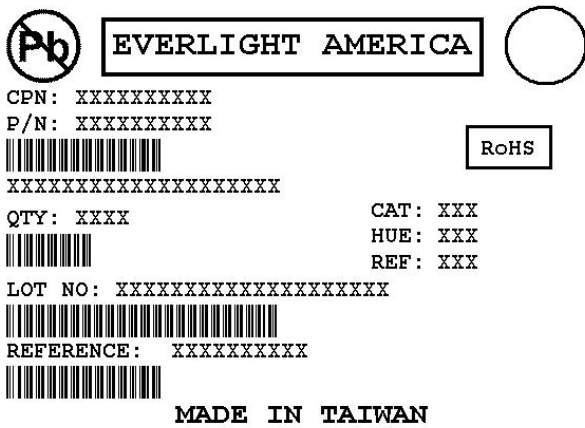 Pb
EVERLIGHT AMERICA
CPN: XXXXXXXXXX
P/N: XXXXXXXXXX
RoHS
XXXXXXXXXXXXXXXXXXXX
QTY: XXXX
CAT: XXX
HUE: XXX
REF: XXX
LOT NO: XXXXXXXXXXXXXXXXXXXX
REFERENCE: XXXXXXXXXX
MADE IN TAIWAN